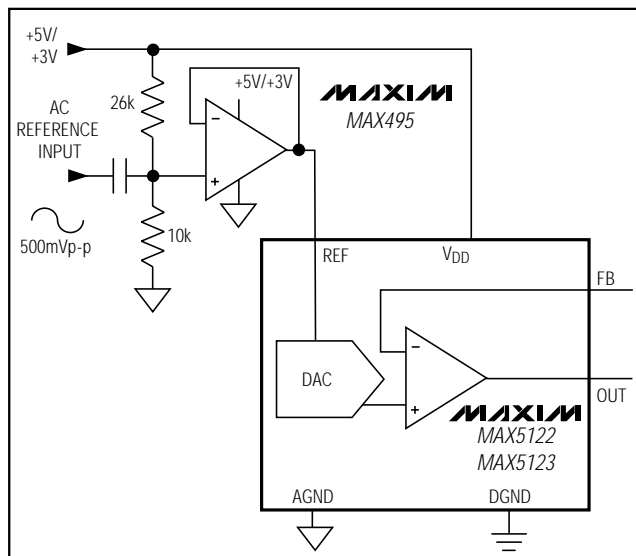 +5V/
+3V
26k
+5V/+3V
MAXIM
MAX495
AC
REFERENCE
INPUT
−
+
10k
500mVp-p
REF
VDD
FB
−
DAC
+
OUT
MAXIM
MAX5122
MAX5123
AGND
DGND